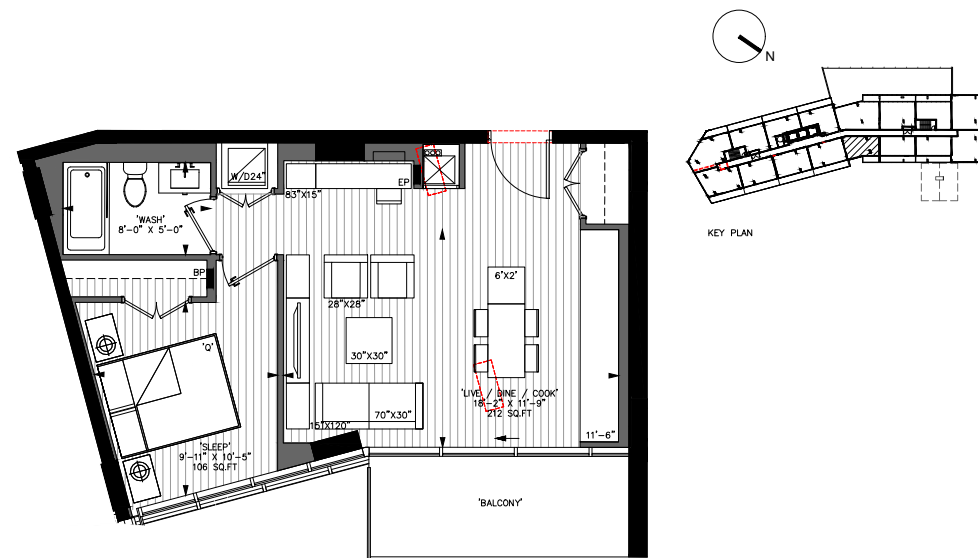 N
KEY PLAN
W/D24"
83"X15"
EP
'WASH'
8'-0" X 5'-0"
BP
6'X2'
28"X28"
30"X30"
'Q'
70"X30"
15"X120"
'LIVE / DINE / COOK'
18'-2" X 11'-9"
212 SQ.FT
11'-6"
'SLEEP'
9'-11" X 10'-5"
106 SQ.FT
'BALCONY'